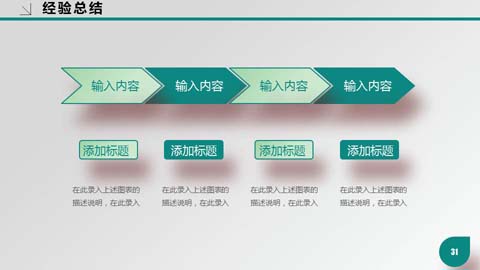 经验总结
输入内容 输入内容 输入内容 输入内容
添加标题 添加标题 添加标题 添加标题
在此录入上述图表的 在此录入上述图表的 在此录入上述图表的 在此录入上述图表的
描述说明，在此录入 描述说明，在此录入 描述说明，在此录入 描述说明，在此录入
31